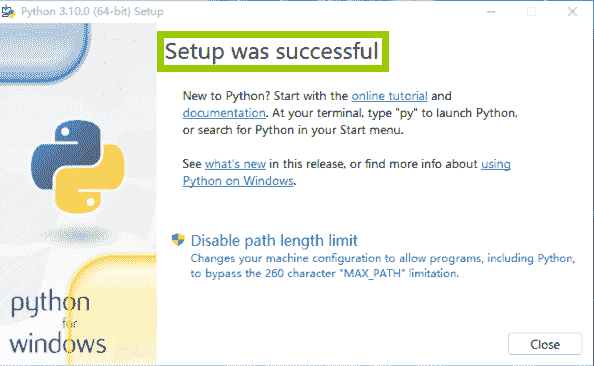 Python 3.10.0 (64-bit) Setup
Setup was successful
New to Python? Start with the online tutorial and
documentation. At your terminal, type "py" to launch Python,
or search for Python in your Start menu.
See what's new in this release, or find more info about using
Python on Windows.
Disable path length limit
Changes your machine configuration to allow programs, including Python,
to bypass the 260 character "MAX_PATH" limitation.
python
for
windows
Close